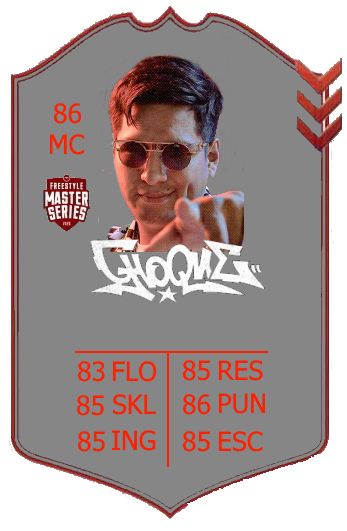 86
MC
FREESTYLE
MASTER
SERIES
CHOQUE
83 FLO
85 RES
85 SKL
86 PUN
85 ING
85 ESC